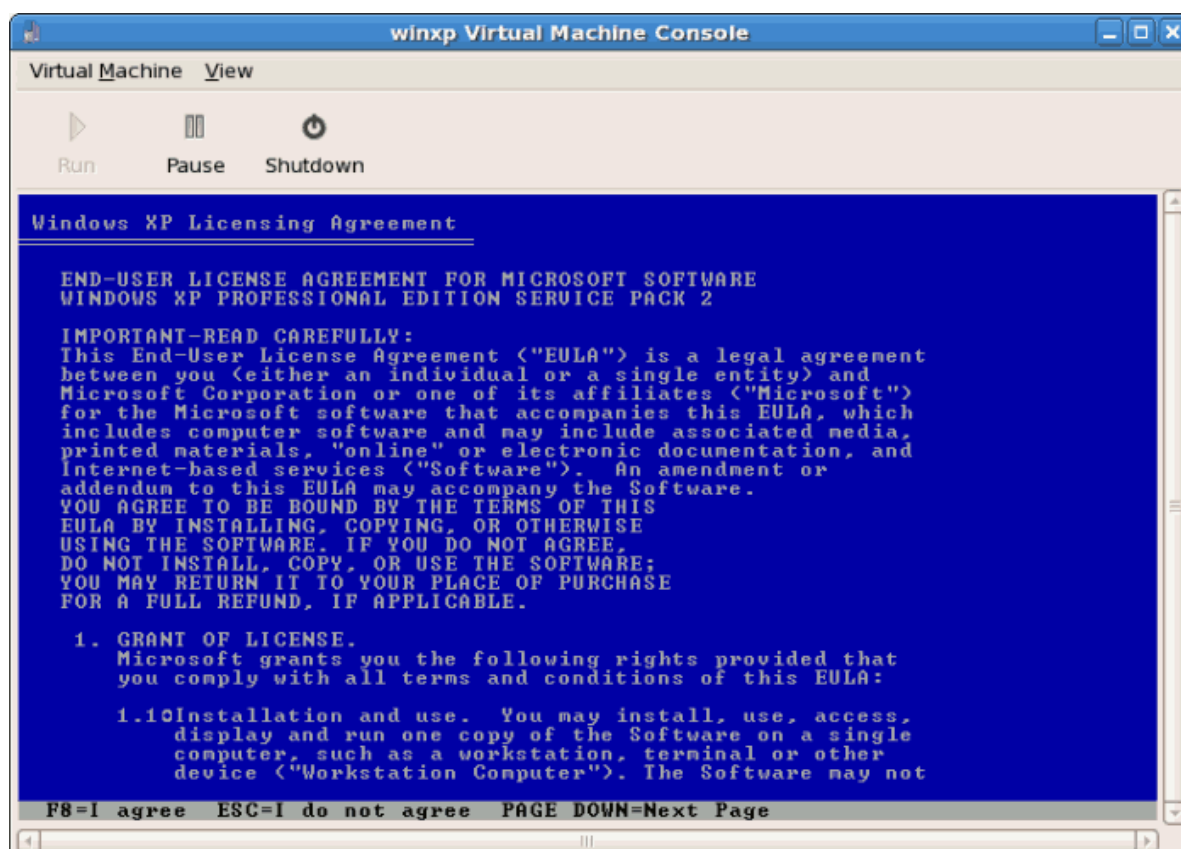 winxp Virtual Machine Console
Virtual Machine View
Run Pause Shutdown
Windows XP Licensing Agreement
END-USER LICENSE AGREEMENT FOR MICROSOFT SOFTWARE
WINDOWS XP PROFESSIONAL EDITION SERVICE PACK 2
IMPORTANT-READ CAREFULLY:
This End-User License Agreement ("EULA") is a legal agreement
between you (either an individual or a single entity) and
Microsoft Corporation or one of its affiliates ("Microsoft")
for the Microsoft software that accompanies this EULA, which
includes computer software and may include associated media,
printed materials, "online" or electronic documentation, and
Internet-based services ("Software").  An amendment or
addendum to this EULA may accompany the Software.
YOU AGREE TO BE BOUND BY THE TERMS OF THIS
EULA BY INSTALLING, COPYING, OR OTHERWISE
USING THE SOFTWARE. IF YOU DO NOT AGREE,
DO NOT INSTALL, COPY, OR USE THE SOFTWARE;
YOU MAY RETURN IT TO YOUR PLACE OF PURCHASE
FOR A FULL REFUND, IF APPLICABLE.
1. GRANT OF LICENSE.
Microsoft grants you the following rights provided that
you comply with all terms and conditions of this EULA:
1.1◘Installation and use.  You may install, use, access,
display and run one copy of the Software on a single
computer, such as a workstation, terminal or other
device ("Workstation Computer"). The Software may not
F8=I agree  ESC=I do not agree  PAGE DOWN=Next Page